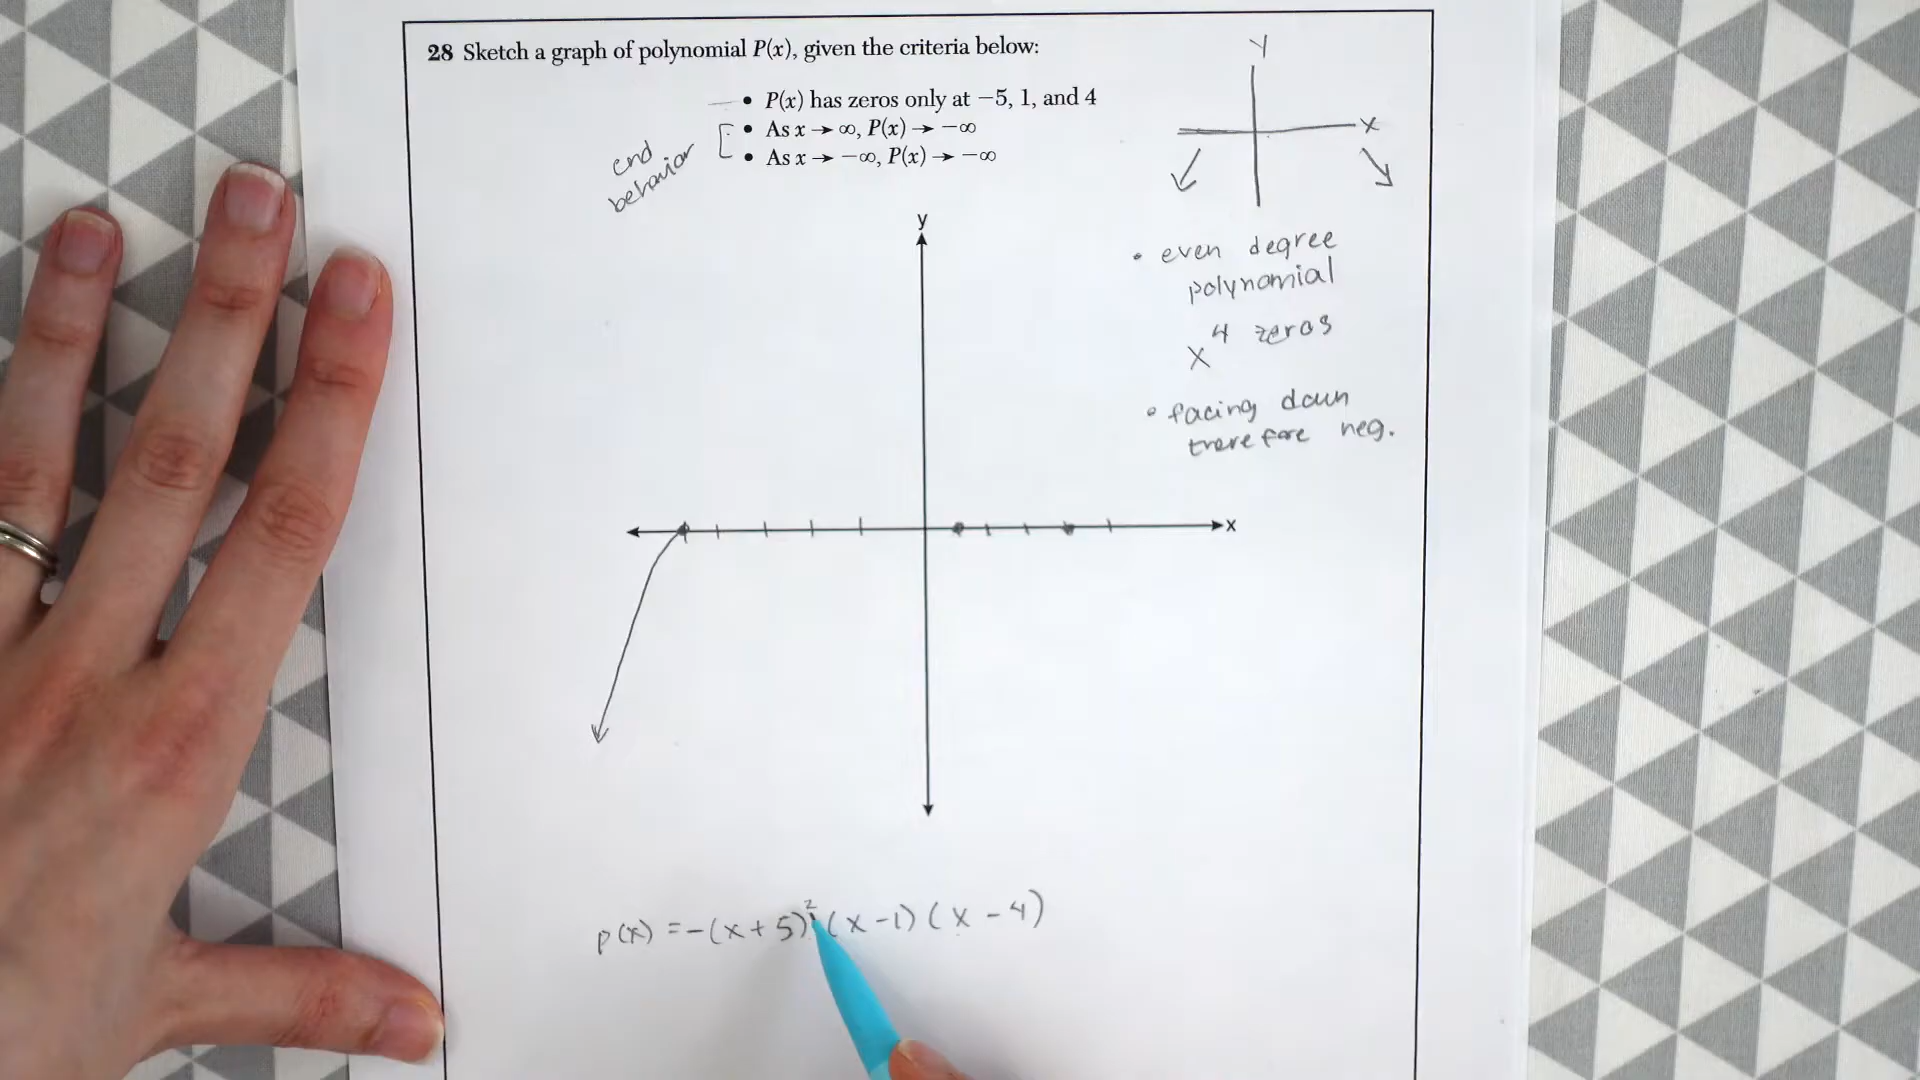 28 Sketch a graph of polynomial P(x), given the criteria below:
• P(x) has zeros only at −5, 1, and 4
• As x → ∞, P(x) → −∞
• As x → −∞, P(x) → −∞
end
behavior
y
x
• even degree
polynomial
x⁴ zeros
• facing down
therefore neg.
y
x
p(x) = -(x+5)²(x-1)(x-4)